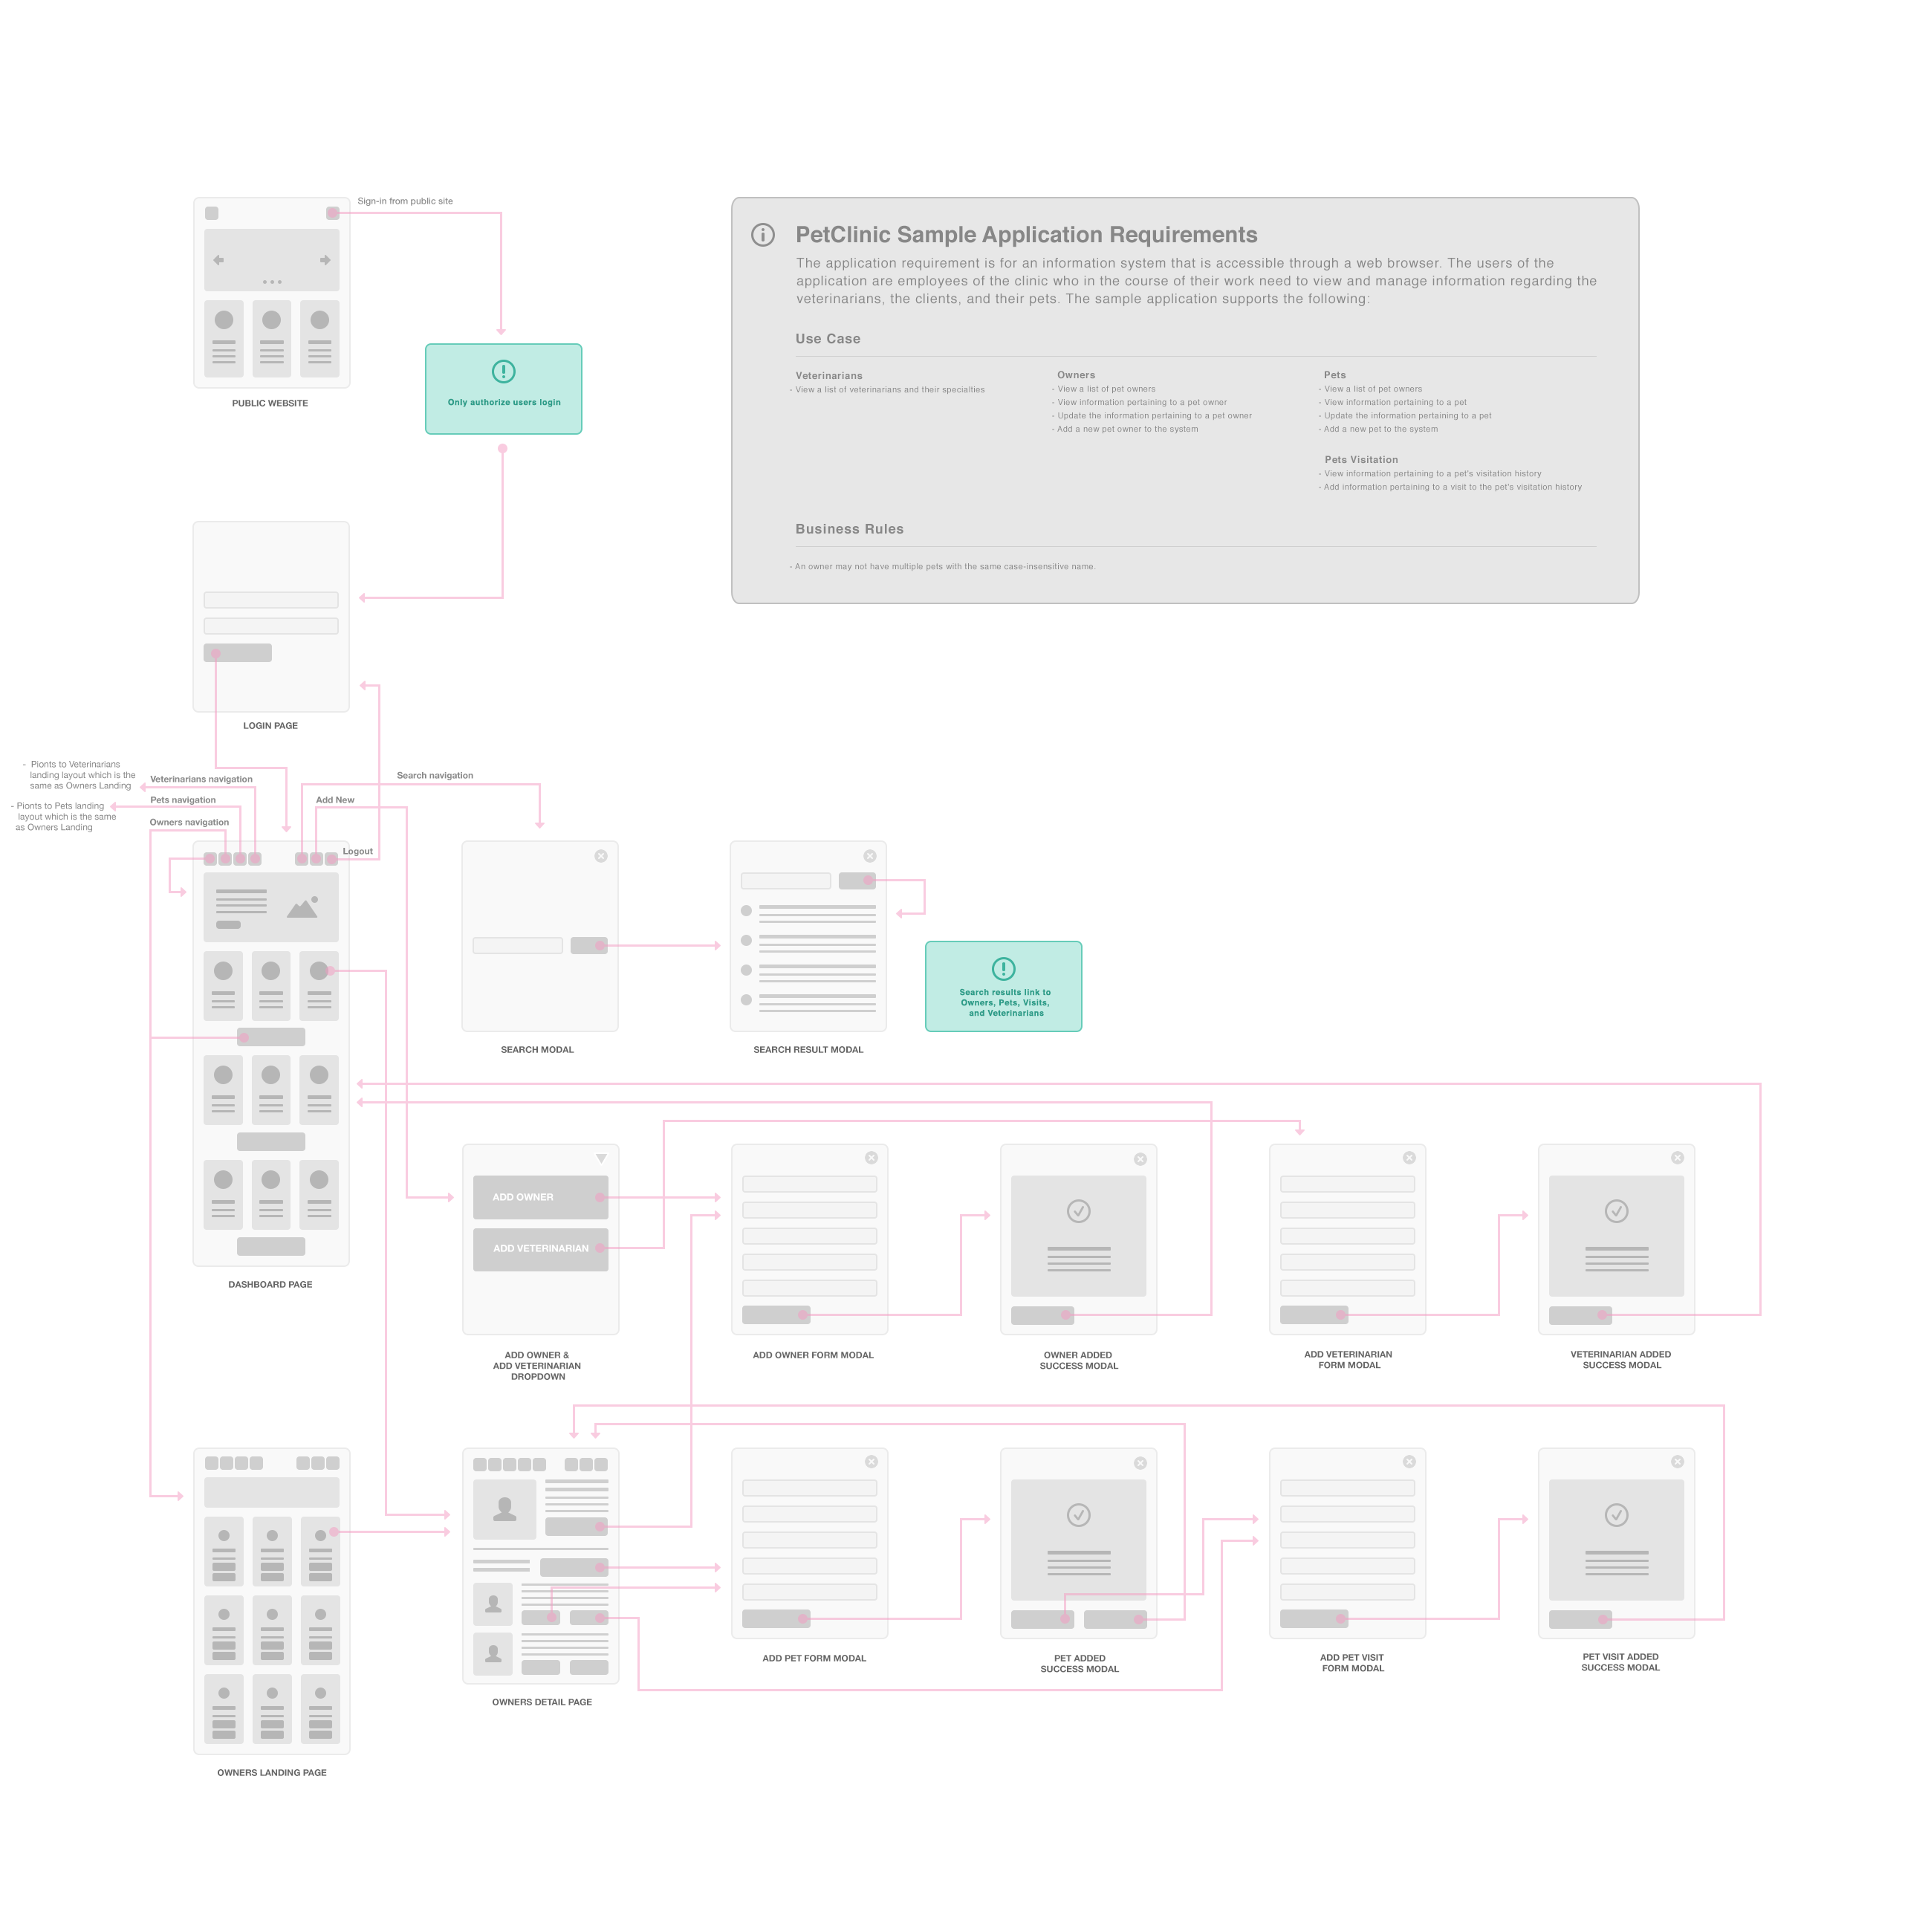 Sign-in from public site
PUBLIC WEBSITE
Only authorize users login
PetClinic Sample Application Requirements
The application requirement is for an information system that is accessible through a web browser. The users of the
application are employees of the clinic who in the course of their work need to view and manage information regarding the
veterinarians, the clients, and their pets. The sample application supports the following:
Use Case
Veterinarians
- View a list of veterinarians and their specialties
Owners
- View a list of pet owners
- View information pertaining to a pet owner
- Update the information pertaining to a pet owner
- Add a new pet owner to the system
Pets
- View a list of pet owners
- View information pertaining to a pet
- Update the information pertaining to a pet
- Add a new pet to the system
Pets Visitation
- View information pertaining to a pet's visitation history
- Add information pertaining to a visit to the pet's visitation history
Business Rules
- An owner may not have multiple pets with the same case-insensitive name.
LOGIN PAGE
- Pionts to Veterinarians
landing layout which is the
same as Owners Landing
Veterinarians navigation
- Pionts to Pets landing
layout which is the same
as Owners Landing
Pets navigation
Owners navigation
Search navigation
Add New
Logout
SEARCH MODAL
SEARCH RESULT MODAL
Search results link to
Owners, Pets, Visits,
and Veterinarians
DASHBOARD PAGE
ADD OWNER
ADD VETERINARIAN
ADD OWNER &
ADD VETERINARIAN
DROPDOWN
ADD OWNER FORM MODAL
OWNER ADDED
SUCCESS MODAL
ADD VETERINARIAN
FORM MODAL
VETERINARIAN ADDED
SUCCESS MODAL
OWNERS LANDING PAGE
OWNERS DETAIL PAGE
ADD PET FORM MODAL
PET ADDED
SUCCESS MODAL
ADD PET VISIT
FORM MODAL
PET VISIT ADDED
SUCCESS MODAL